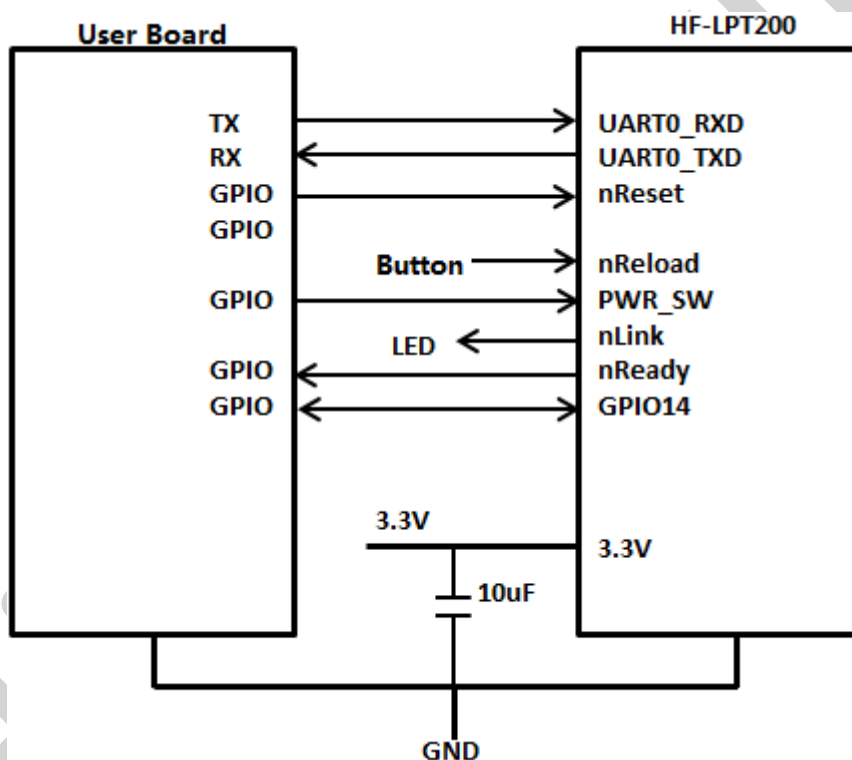 User Board
HF-LPT200
TX
UART0_RXD
RX
UART0_TXD
GPIO
nReset
GPIO
Button
nReload
GPIO
PWR_SW
LED
nLink
GPIO
nReady
GPIO
GPIO14
3.3V
3.3V
10uF
GND